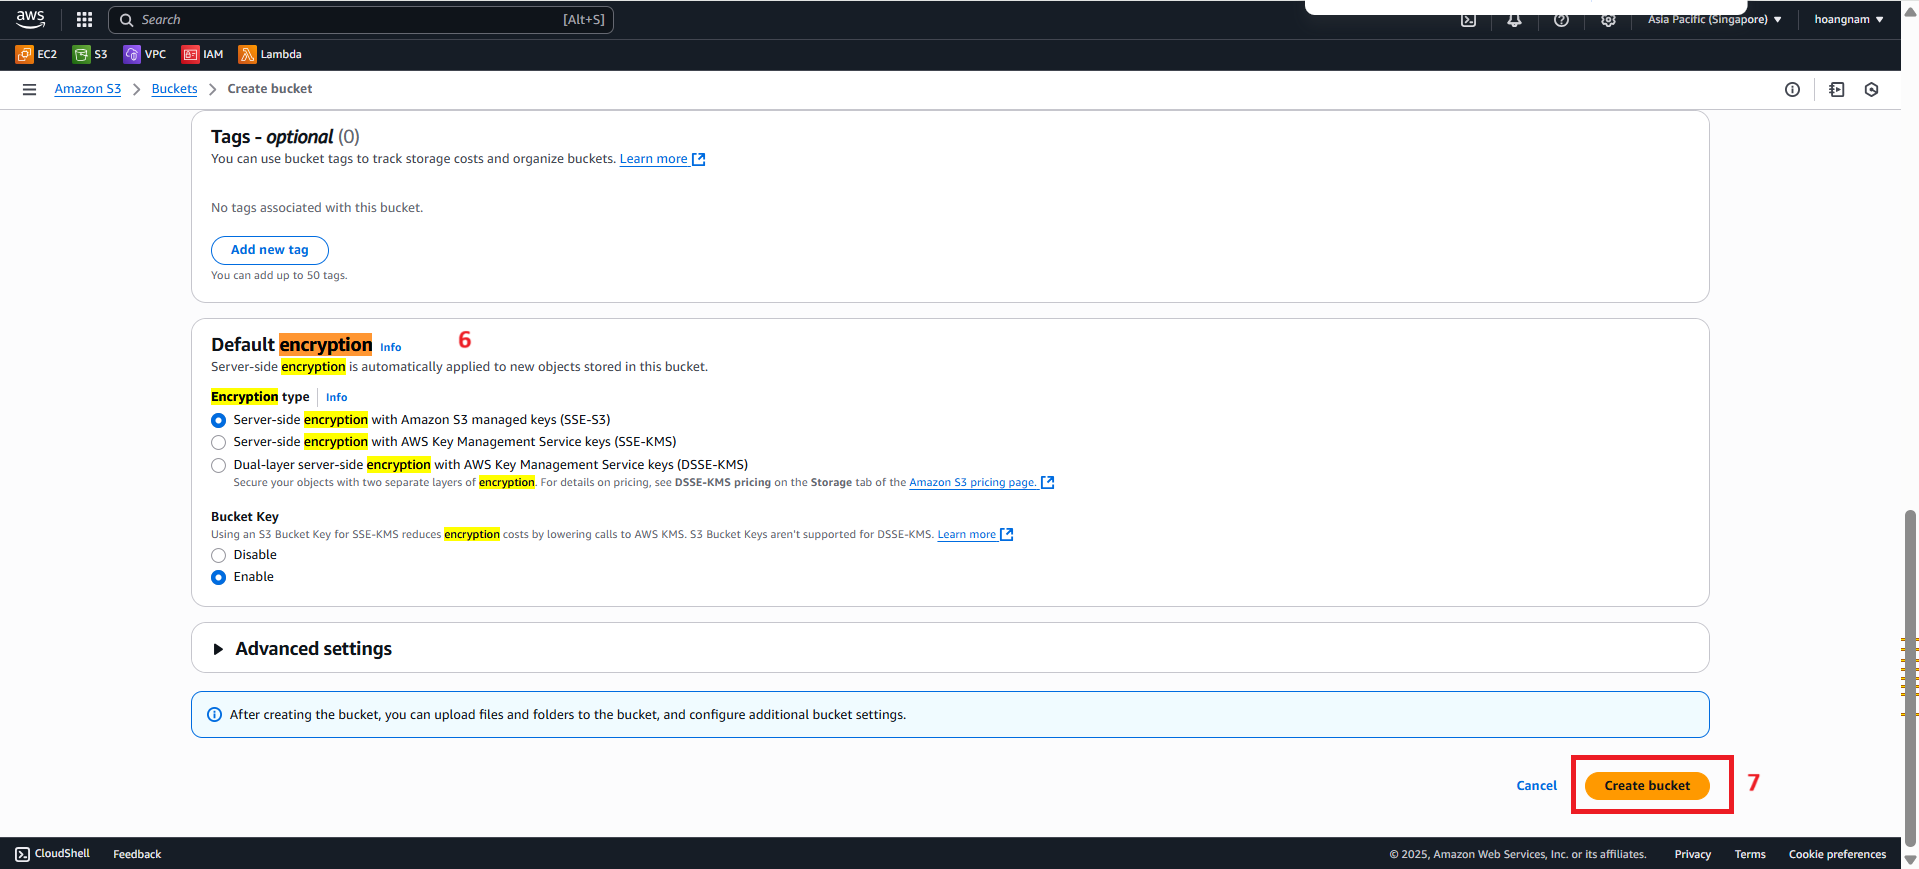 aws
Search [Alt+S]
Asia Pacific (Singapore)
hoangnam
EC2 S3 VPC IAM Lambda
Amazon S3 > Buckets > Create bucket
Tags - optional (0)
You can use bucket tags to track storage costs and organize buckets. Learn more
No tags associated with this bucket.
Add new tag
You can add up to 50 tags.
Default encryption Info 6
Server-side encryption is automatically applied to new objects stored in this bucket.
Encryption type Info
Server-side encryption with Amazon S3 managed keys (SSE-S3)
Server-side encryption with AWS Key Management Service keys (SSE-KMS)
Dual-layer server-side encryption with AWS Key Management Service keys (DSSE-KMS)
Secure your objects with two separate layers of encryption. For details on pricing, see DSSE-KMS pricing on the Storage tab of the Amazon S3 pricing page.
Bucket Key
Using an S3 Bucket Key for SSE-KMS reduces encryption costs by lowering calls to AWS KMS. S3 Bucket Keys aren't supported for DSSE-KMS. Learn more
Disable
Enable
Advanced settings
After creating the bucket, you can upload files and folders to the bucket, and configure additional bucket settings.
Cancel Create bucket 7
CloudShell Feedback © 2025, Amazon Web Services, Inc. or its affiliates. Privacy Terms Cookie preferences